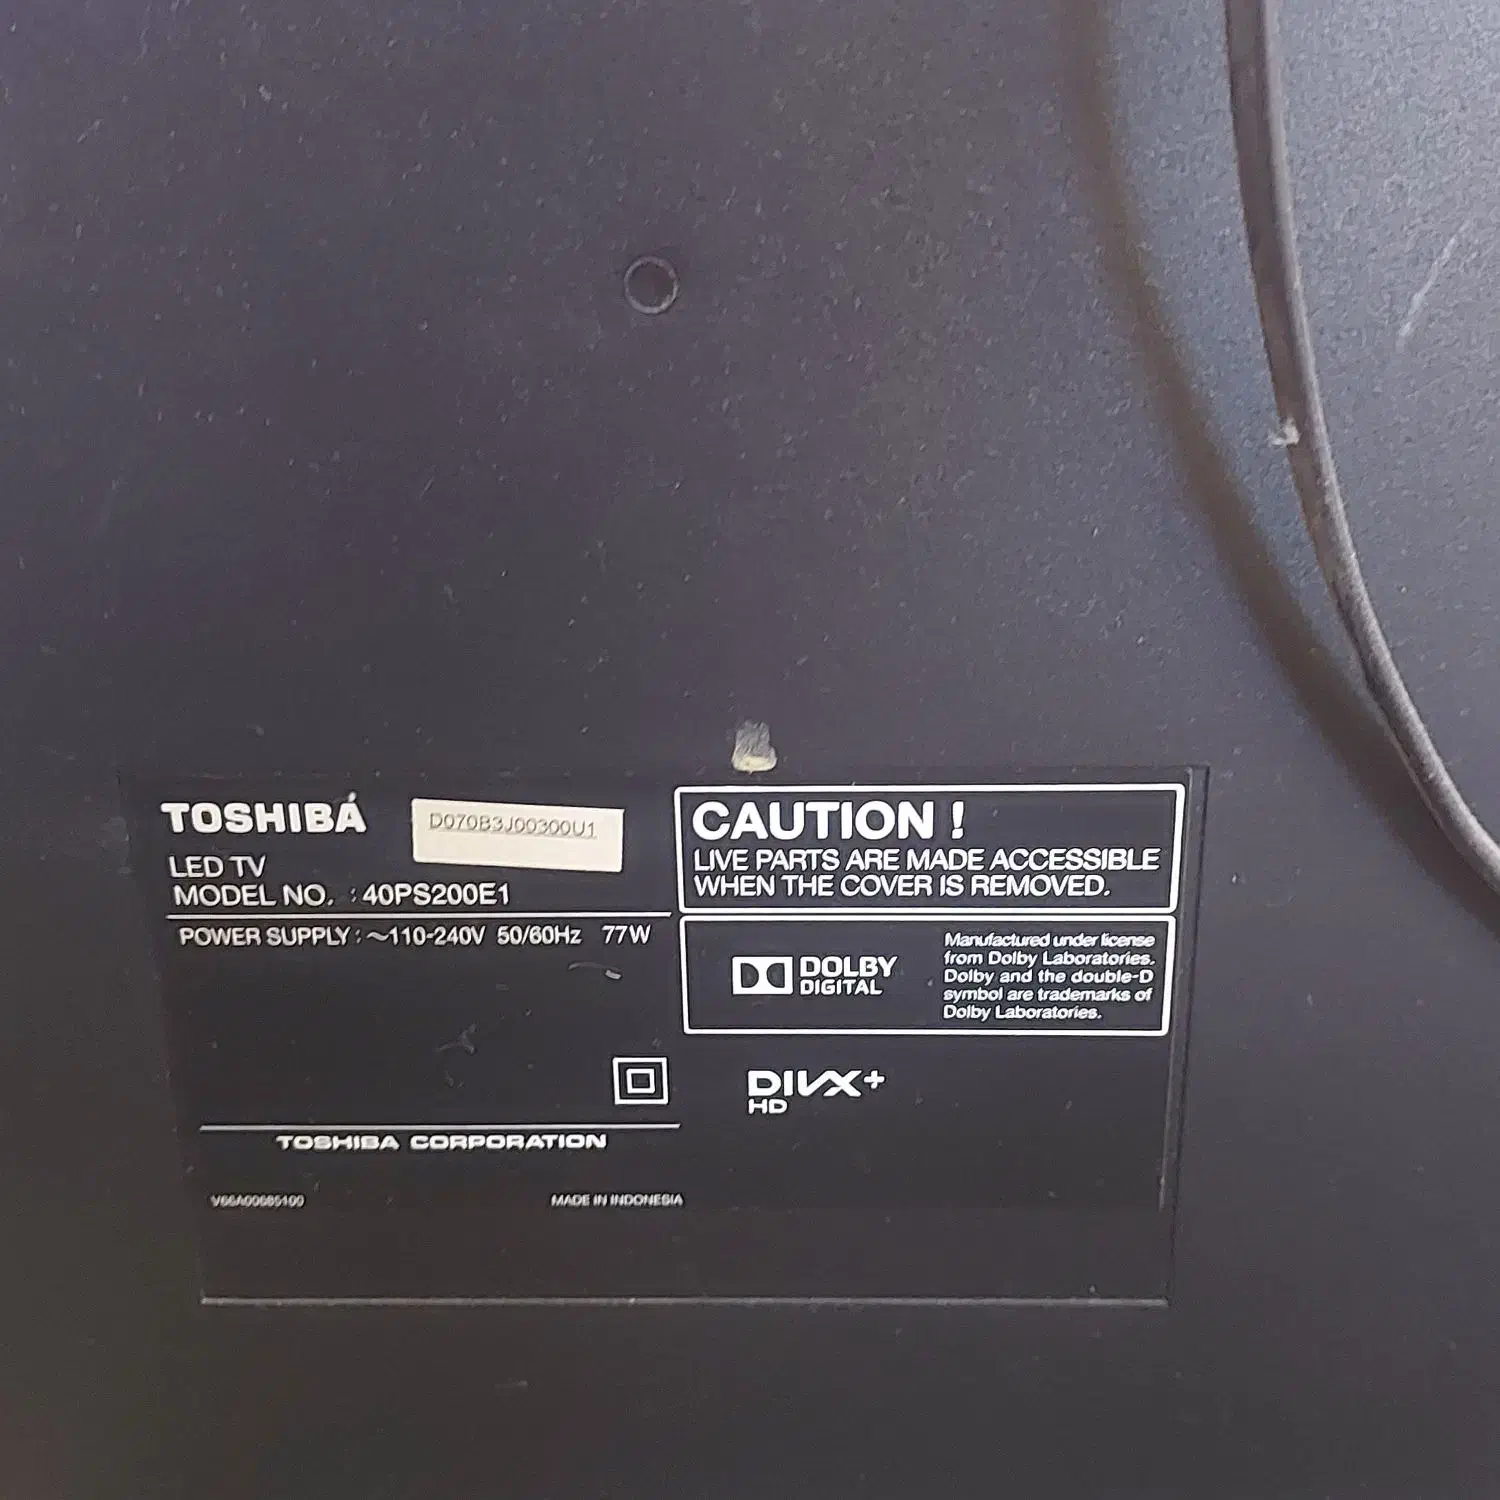 TOSHIBA
D070B3J00300U1
LED TV
MODEL NO. : 40PS200E1
POWER SUPPLY : ~110-240V 50/60Hz 77W
TOSHIBA CORPORATION
V66A00685100
MADE IN INDONESIA
CAUTION !
LIVE PARTS ARE MADE ACCESSIBLE
WHEN THE COVER IS REMOVED.
DOLBY
DIGITAL
Manufactured under license
from Dolby Laboratories.
Dolby and the double-D
symbol are trademarks of
Dolby Laboratories.
DIVX+
HD